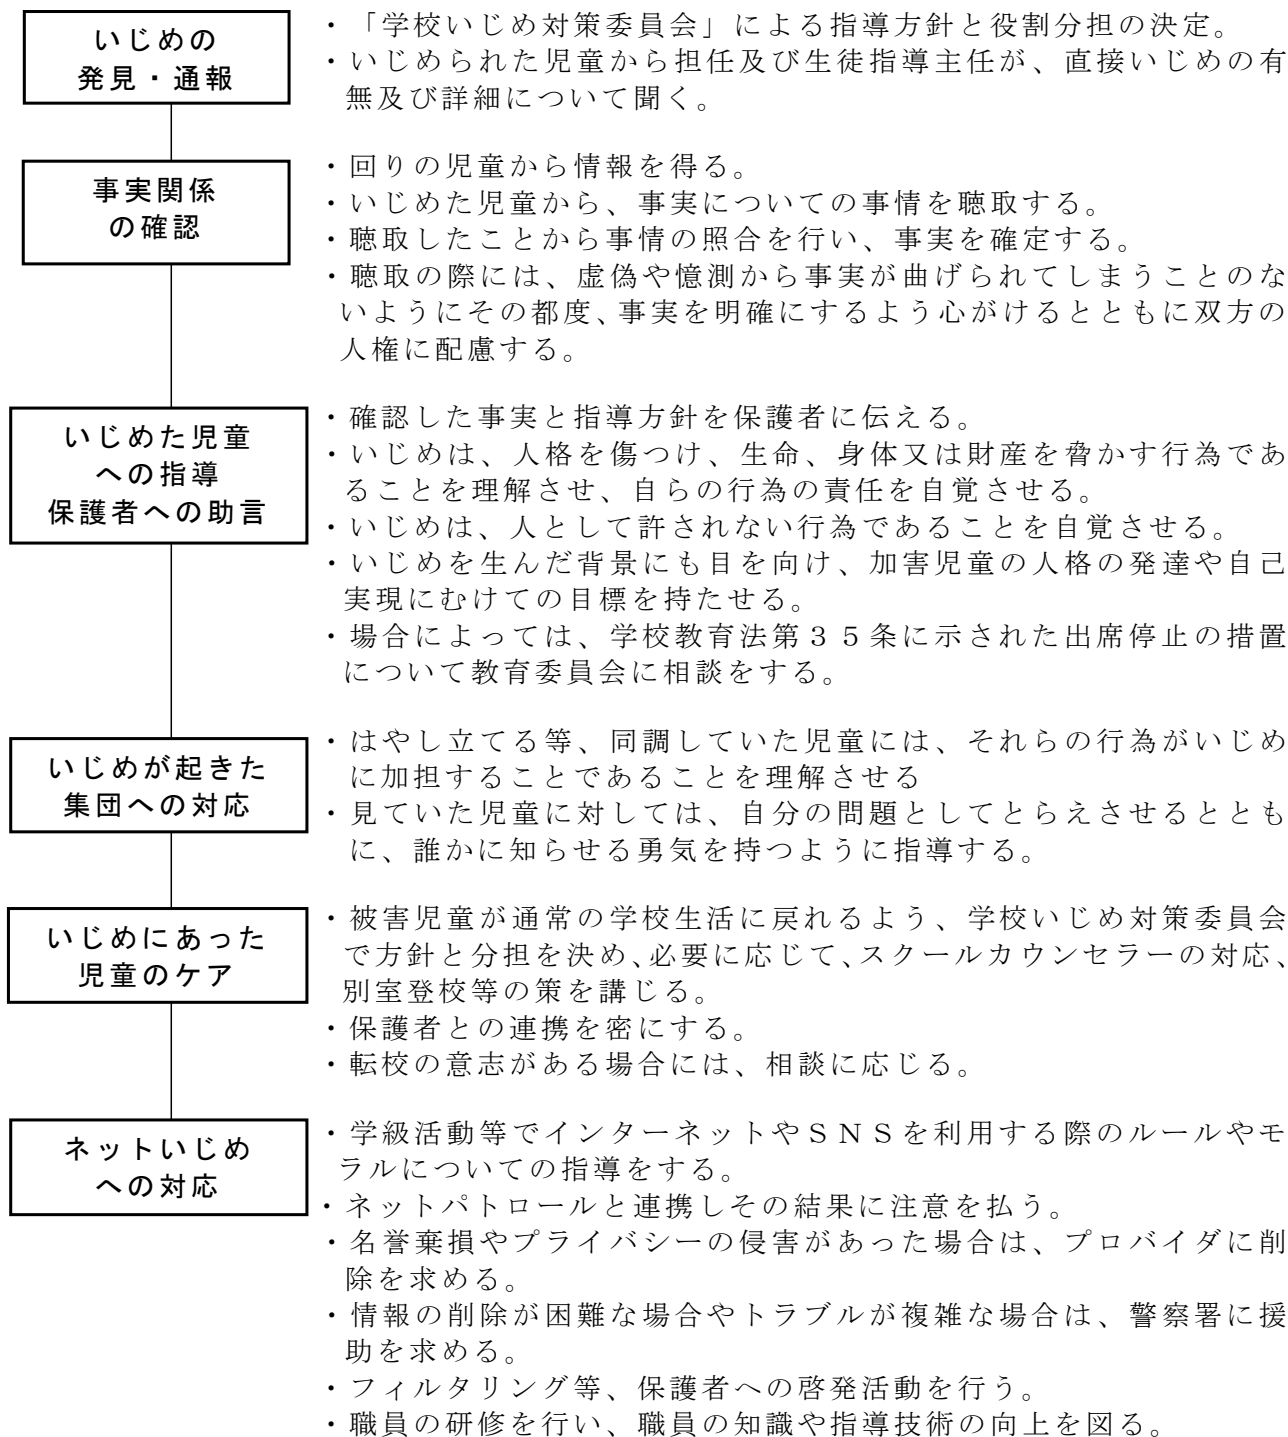 いじめの
発見・通報
・「学校いじめ対策委員会」による指導方針と役割分担の決定。
・いじめられた児童から担任及び生徒指導主任が、直接いじめの有
無及び詳細について聞く。
事実関係
の確認
・回りの児童から情報を得る。
・いじめた児童から、事実についての事情を聴取する。
・聴取したことから事情の照合を行い、事実を確定する。
・聴取の際には、虚偽や憶測から事実が曲げられてしまうことのな
いようにその都度、事実を明確にするよう心がけるとともに双方の
人権に配慮する。
いじめた児童
への指導
保護者への助言
・確認した事実と指導方針を保護者に伝える。
・いじめは、人格を傷つけ、生命、身体又は財産を脅かす行為であ
ることを理解させ、自らの行為の責任を自覚させる。
・いじめは、人として許されない行為であることを自覚させる。
・いじめを生んだ背景にも目を向け、加害児童の人格の発達や自己
実現にむけての目標を持たせる。
・場合によっては、学校教育法第３５条に示された出席停止の措置
について教育委員会に相談をする。
いじめが起きた
集団への対応
・はやし立てる等、同調していた児童には、それらの行為がいじめ
に加担することであることを理解させる
・見ていた児童に対しては、自分の問題としてとらえさせるととも
に、誰かに知らせる勇気を持つように指導する。
いじめにあった
児童のケア
・被害児童が通常の学校生活に戻れるよう、学校いじめ対策委員会
で方針と分担を決め、必要に応じて、スクールカウンセラーの対応、
別室登校等の策を講じる。
・保護者との連携を密にする。
・転校の意志がある場合には、相談に応じる。
ネットいじめ
への対応
・学級活動等でインターネットやＳＮＳを利用する際のルールやモ
ラルについての指導をする。
・ネットパトロールと連携しその結果に注意を払う。
・名誉棄損やプライバシーの侵害があった場合は、プロバイダに削
除を求める。
・情報の削除が困難な場合やトラブルが複雑な場合は、警察署に援
助を求める。
・フィルタリング等、保護者への啓発活動を行う。
・職員の研修を行い、職員の知識や指導技術の向上を図る。